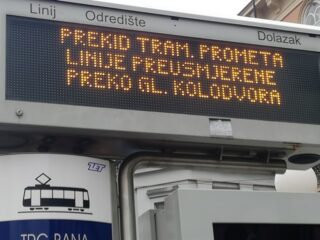 Linij Odredište Dolazak
PREKID TRAM. PROMETA
LINIJE PREUSMJERENE
PREKO GL. KOLODVORA
ZET
TRG BANA